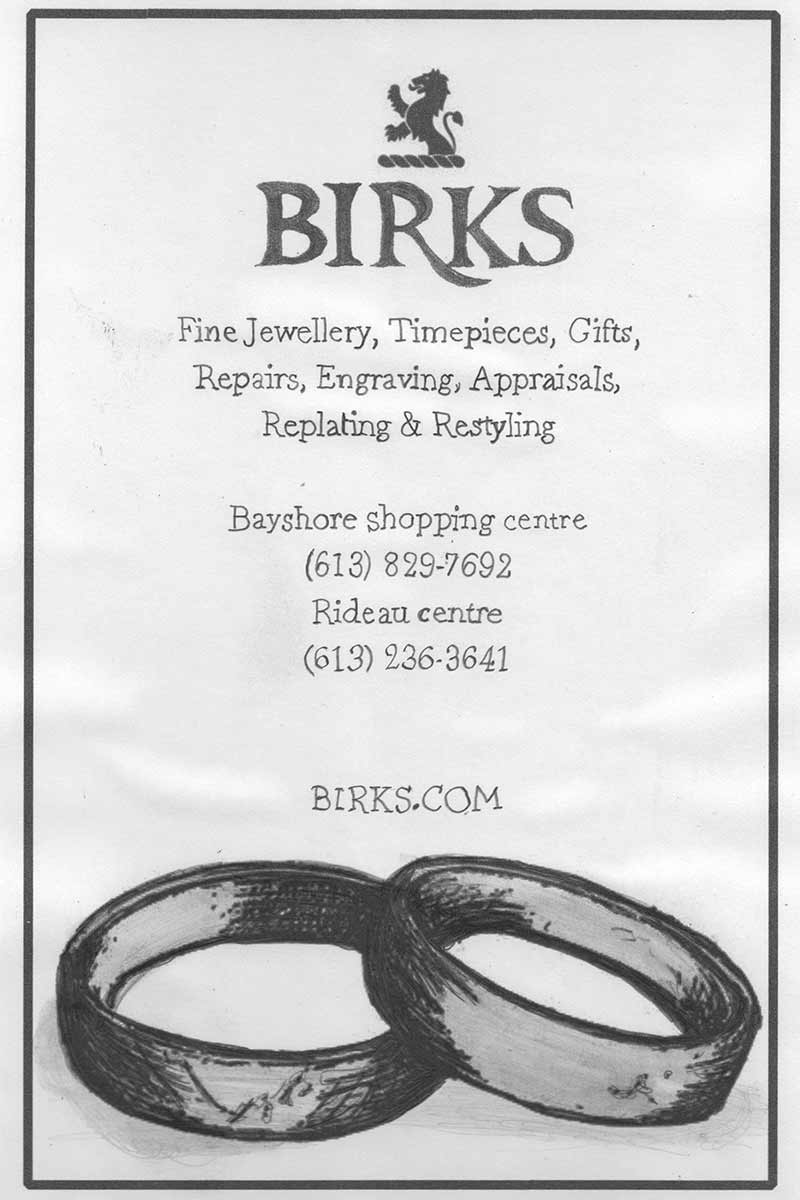 BIRKS
Fine Jewellery, Timepieces, Gifts,
Repairs, Engraving, Appraisals,
Replating & Restyling
Bayshore shopping centre
(613) 829-7692
Rideau centre
(613) 236-3641
BIRKS.COM